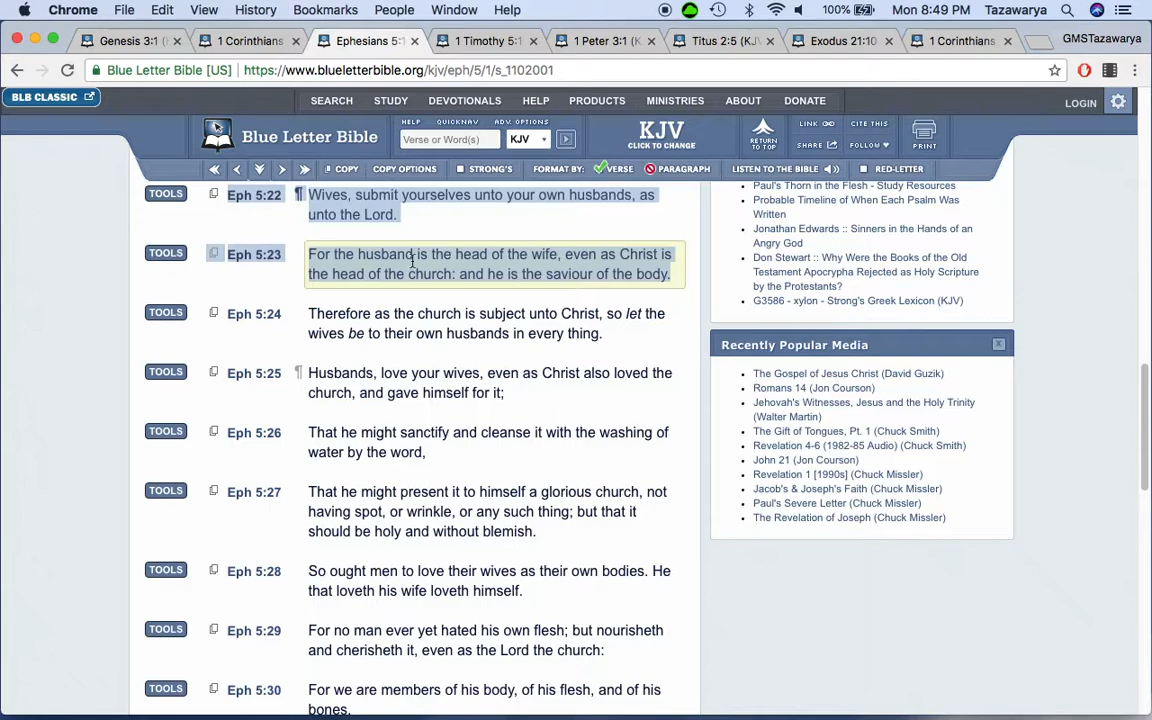 Chrome File Edit View History Bookmarks People Window Help 100% Mon 8:49 PM Tazawarya
Genesis 3:1 ( 1 Corinthians Ephesians 5: 1 Timothy 5:1 1 Peter 3:1 (K Titus 2:5 (KJV Exodus 21:10 1 Corinthians GMSTazawarya
Blue Letter Bible [US] https://www.blueletterbible.org/kjv/eph/5/1/s_1102001
BLB CLASSIC SEARCH STUDY DEVOTIONALS HELP PRODUCTS MINISTRIES ABOUT DONATE LOGIN
HELP QUICKNAV ADV. OPTIONS
Blue Letter Bible Verse or Word(s) KJV
KJV
CLICK TO CHANGE
RETURN
TO TOP
LINK CITE THIS
SHARE FOLLOW
PRINT
COPY COPY OPTIONS STRONG'S FORMAT BY: VERSE PARAGRAPH LISTEN TO THE BIBLE RED-LETTER
TOOLS Eph 5:22 ¶ Wives, submit yourselves unto your own husbands, as
unto the Lord.
TOOLS Eph 5:23 For the husband is the head of the wife, even as Christ is
the head of the church: and he is the saviour of the body.
TOOLS Eph 5:24 Therefore as the church is subject unto Christ, so let the
wives be to their own husbands in every thing.
TOOLS Eph 5:25 ¶ Husbands, love your wives, even as Christ also loved the
church, and gave himself for it;
TOOLS Eph 5:26 That he might sanctify and cleanse it with the washing of
water by the word,
TOOLS Eph 5:27 That he might present it to himself a glorious church, not
having spot, or wrinkle, or any such thing; but that it
should be holy and without blemish.
TOOLS Eph 5:28 So ought men to love their wives as their own bodies. He
that loveth his wife loveth himself.
TOOLS Eph 5:29 For no man ever yet hated his own flesh; but nourisheth
and cherisheth it, even as the Lord the church:
TOOLS Eph 5:30 For we are members of his body, of his flesh, and of his
bones.
Paul's Thorn in the Flesh - Study Resources
Probable Timeline of When Each Psalm Was
Written
Jonathan Edwards :: Sinners in the Hands of an
Angry God
Don Stewart :: Why Were the Books of the Old
Testament Apocrypha Rejected as Holy Scripture
by the Protestants?
G3586 - xylon - Strong's Greek Lexicon (KJV)
Recently Popular Media x
The Gospel of Jesus Christ (David Guzik)
Romans 14 (Jon Courson)
Jehovah's Witnesses, Jesus and the Holy Trinity
(Walter Martin)
The Gift of Tongues, Pt. 1 (Chuck Smith)
Revelation 4-6 (1982-85 Audio) (Chuck Smith)
John 21 (Jon Courson)
Revelation 1 [1990s] (Chuck Missler)
Jacob's & Joseph's Faith (Chuck Missler)
Paul's Severe Letter (Chuck Missler)
The Revelation of Joseph (Chuck Missler)